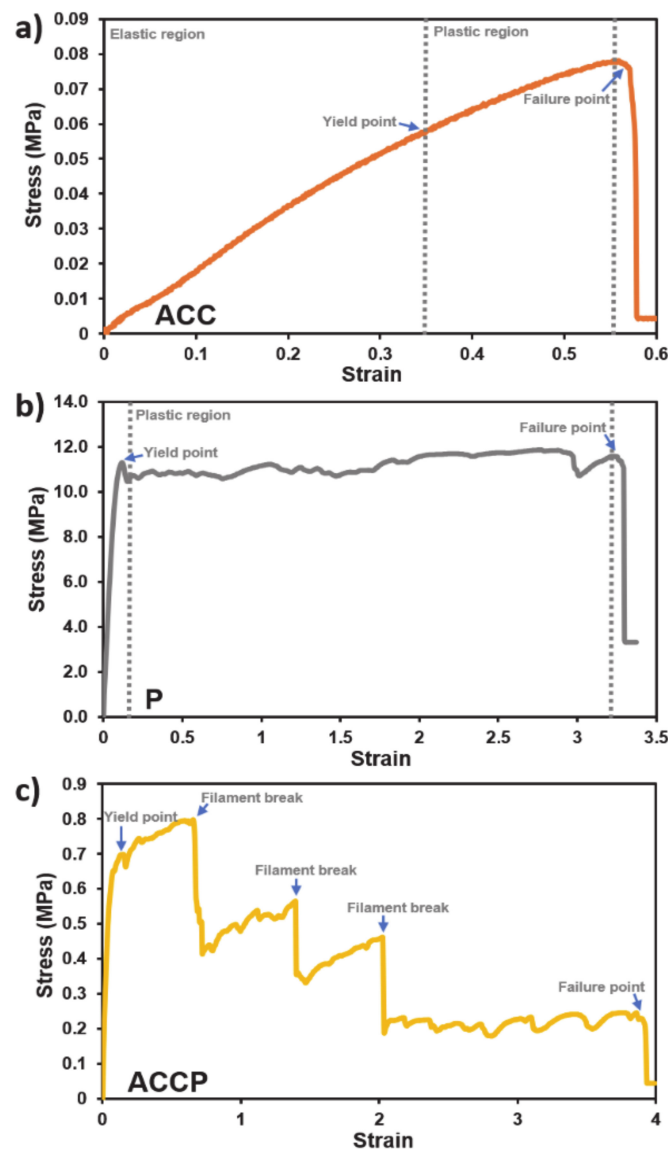 a)
0.09
0.08
0.07
0.06
0.05
0.04
0.03
0.02
0.01
0
Stress (MPa)
Elastic region
Plastic region
Yield point
Failure point
ACC
0 0.1 0.2 0.3 0.4 0.5 0.6
Strain
b)
14.0
12.0
10.0
8.0
6.0
4.0
2.0
0.0
Stress (MPa)
Plastic region
Yield point
Failure point
P
0 0.5 1 1.5 2 2.5 3 3.5
Strain
c)
0.9
0.8
0.7
0.6
0.5
0.4
0.3
0.2
0.1
0
Stress (MPa)
Yield point
Filament break
Filament break
Filament break
Failure point
ACCP
0 1 2 3 4
Strain